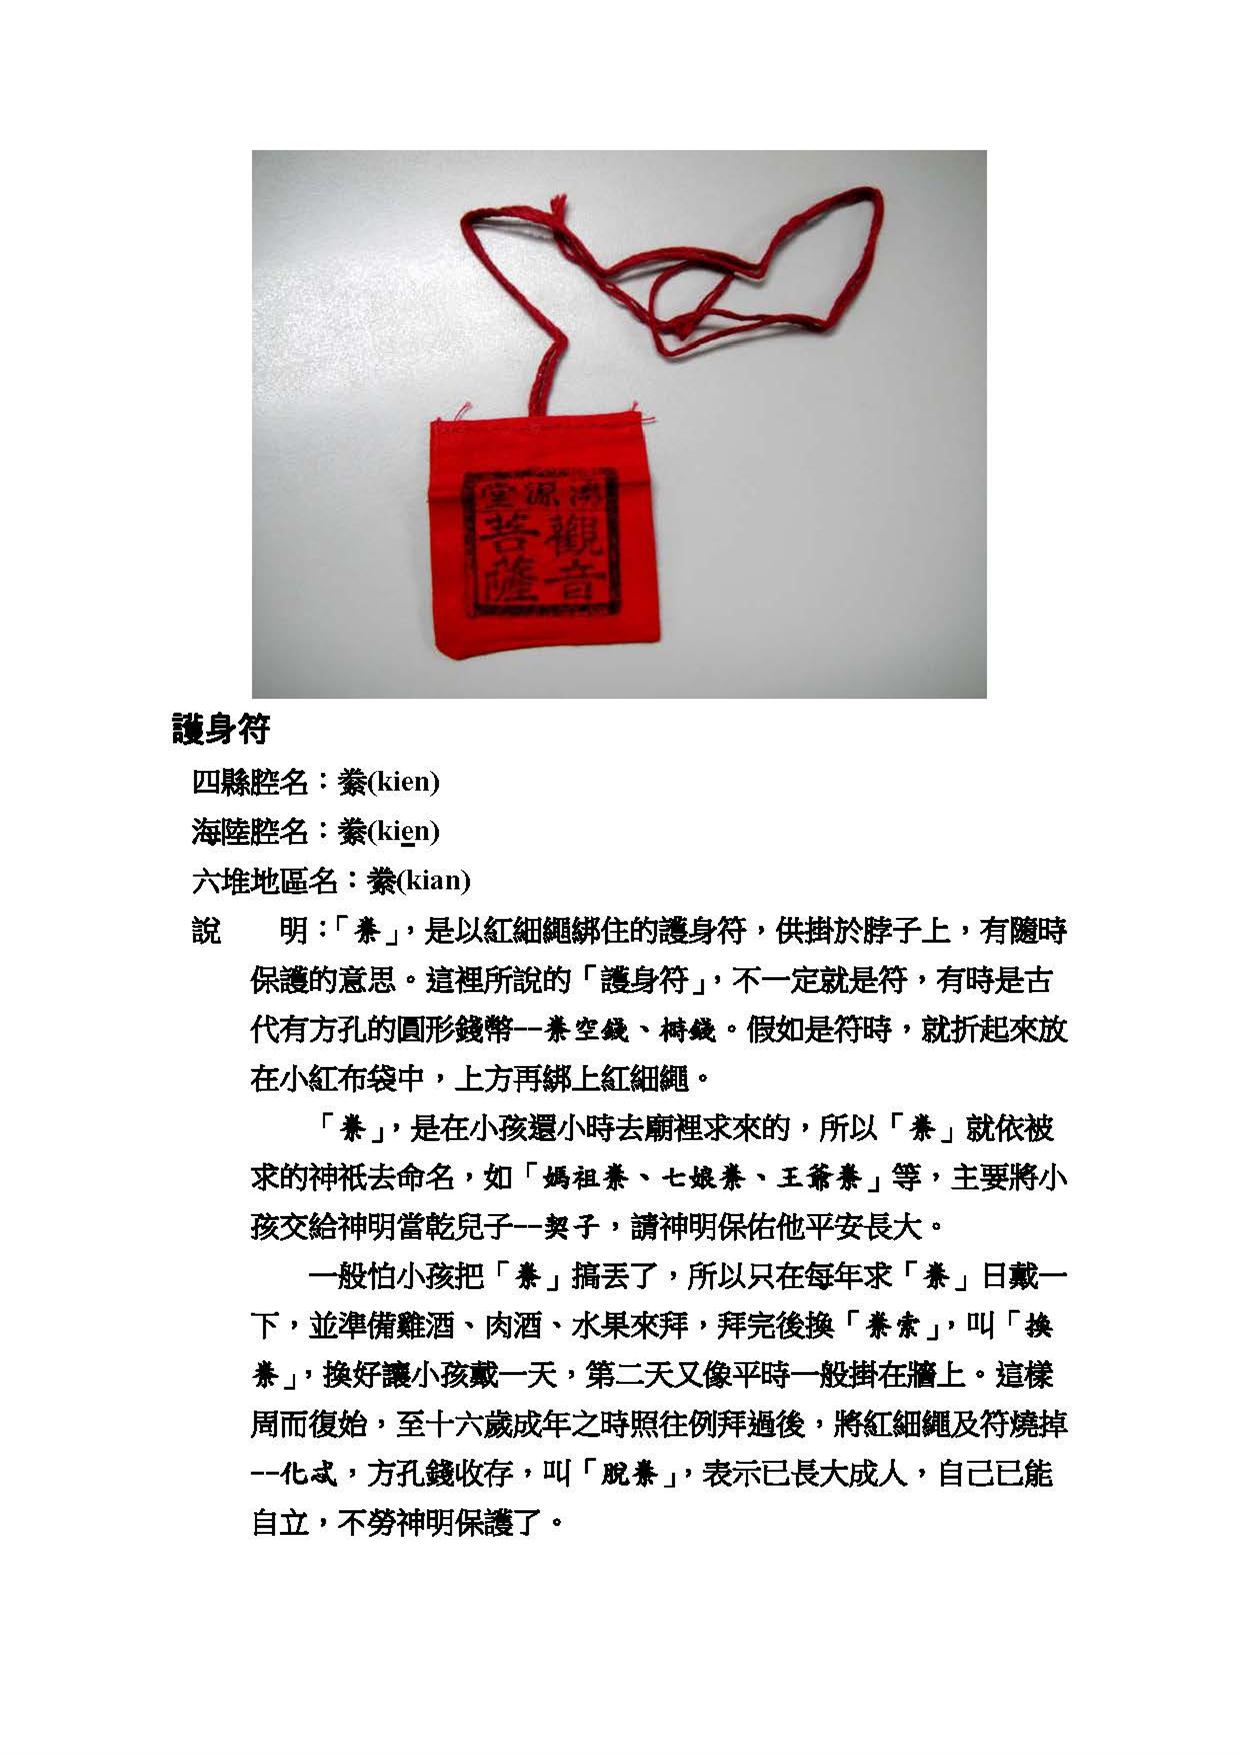 源堂
觀音
菩薩
護身符
四縣腔名：絭(kien)
海陸腔名：絭(kien)
六堆地區名：絭(kian)
說　　明：「絭」，是以紅細繩綁住的護身符，供掛於脖子上，有隨時
保護的意思。這裡所說的「護身符」，不一定就是符，有時是古
代有方孔的圓形錢幣--絭空錢、錢。假如是符時，就折起來放
在小紅布袋中，上方再綁上紅細繩。
「絭」，是在小孩還小時去廟裡求來的，所以「絭」就依被
求的神祇去命名，如「媽祖絭、七娘絭、王爺絭」等，主要將小
孩交給神明當乾兒子--契子，請神明保佑他平安長大。
一般怕小孩把「絭」搞丟了，所以只在每年求「絭」日戴一
下，並準備雞酒、肉酒、水果來拜，拜完後換「絭索」，叫「換
絭」，換好讓小孩戴一天，第二天又像平時一般掛在牆上。這樣
周而復始，至十六歲成年之時照往例拜過後，將紅細繩及符燒掉
--化忒，方孔錢收存，叫「脫絭」，表示已長大成人，自己已能
自立，不勞神明保護了。